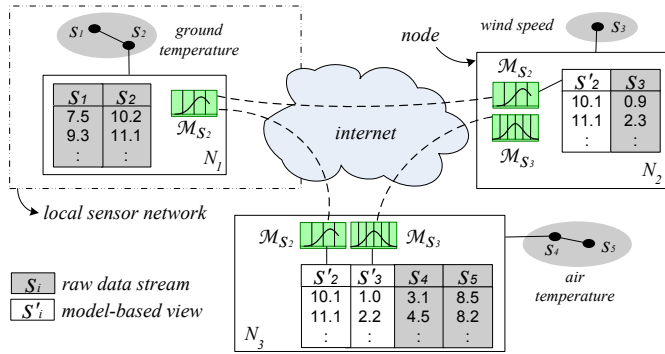 ground
temperature
S1 S2
S1 S2
7.5 10.2
9.3 11.1
: :
MS2
N1
local sensor network
internet
node
wind speed
S3
MS2
MS3
S'2 S3
10.1 0.9
11.1 2.3
: :
N2
MS2 MS3
S'2 S'3 S4 S5
10.1 1.0 3.1 8.5
11.1 2.2 4.5 8.2
: : : :
N3
S4 S5
air
temperature
Si raw data stream
S'i model-based view